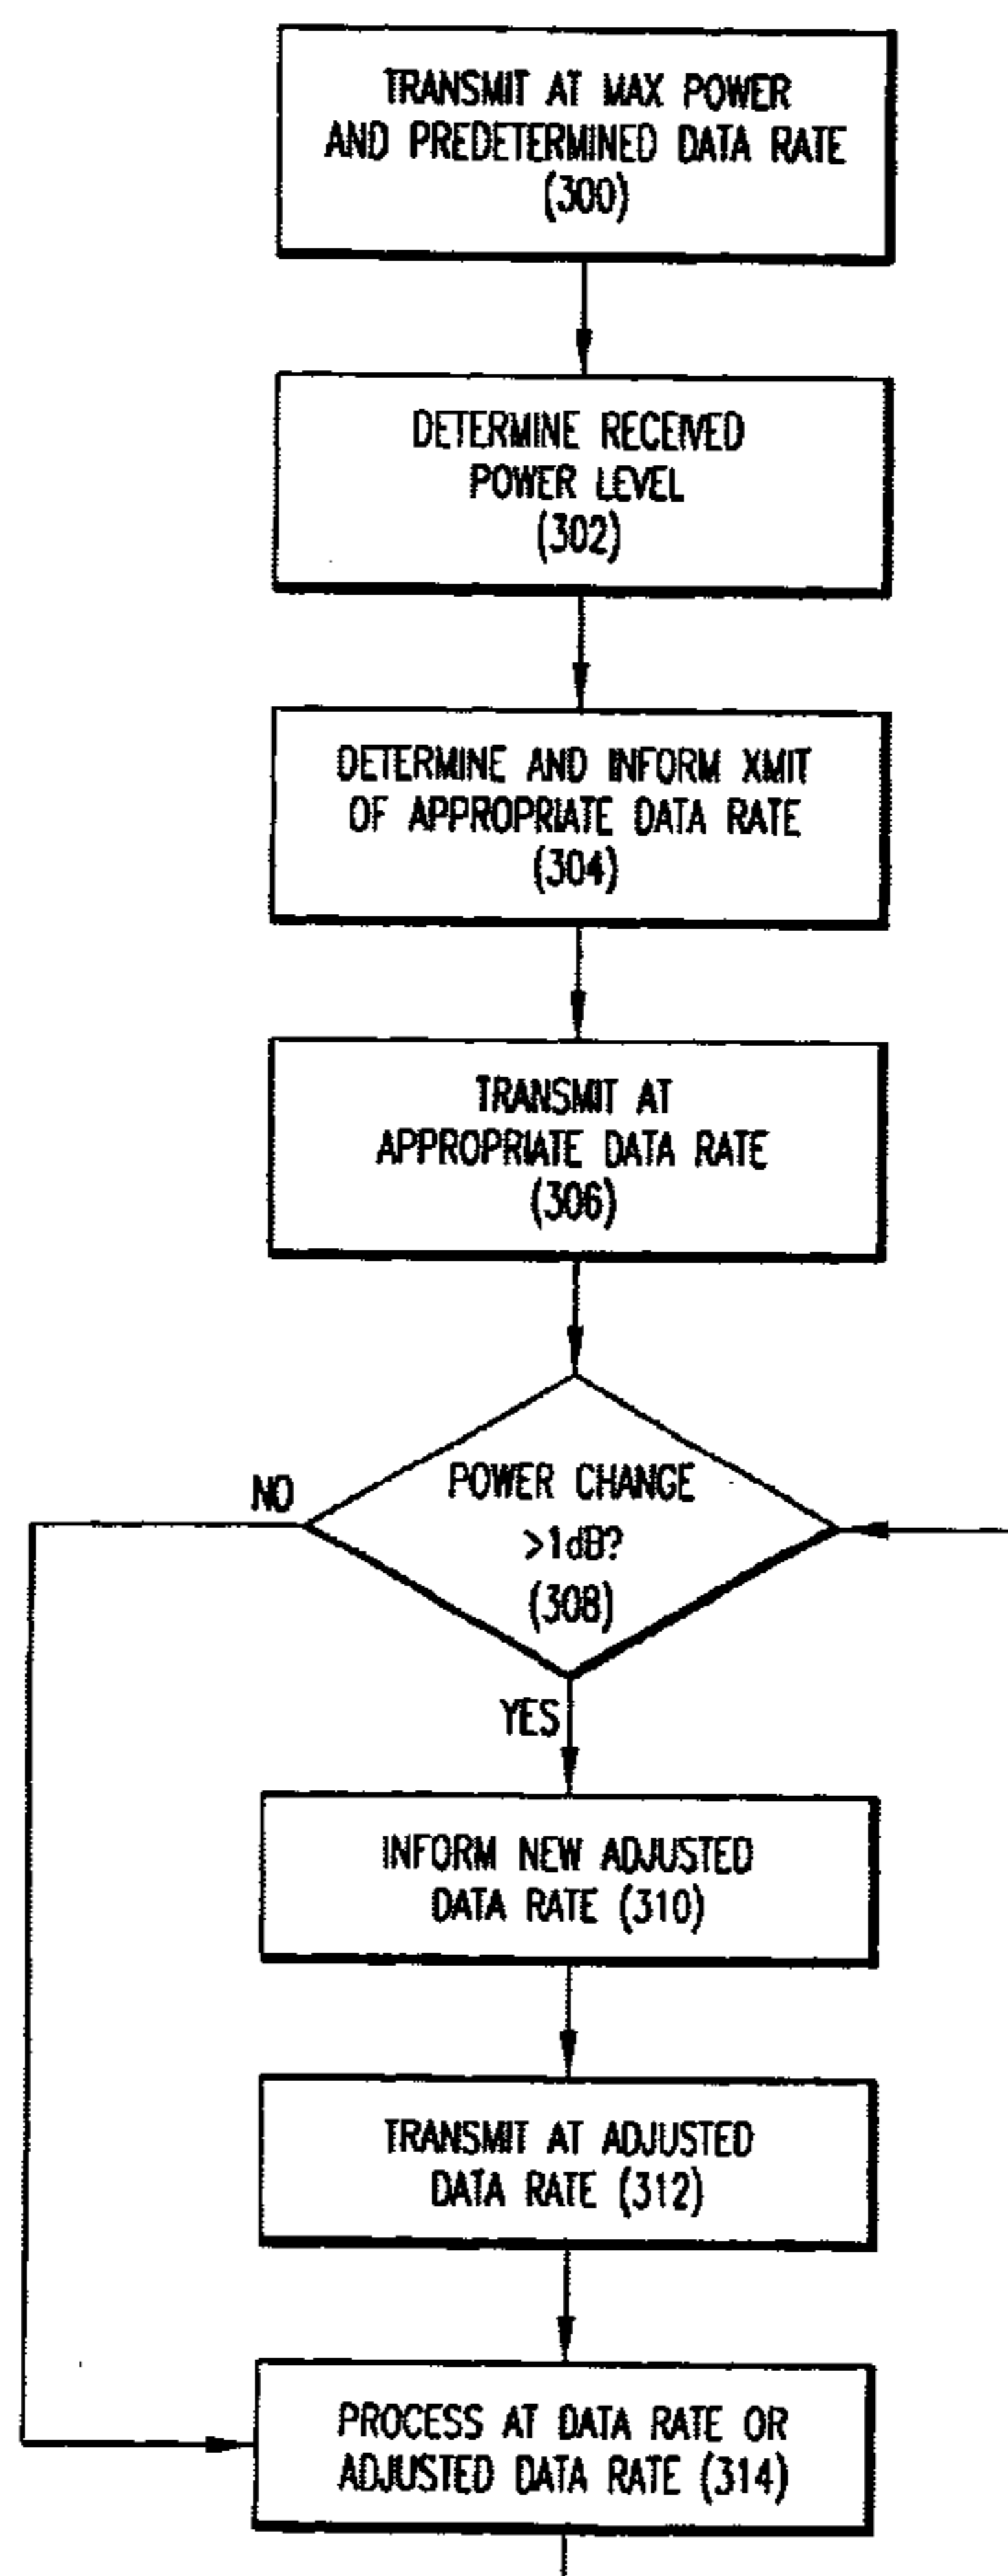 TRANSMIT AT MAX POWER
AND PREDETERMINED DATA RATE
(300)
DETERMINE RECEIVED
POWER LEVEL
(302)
DETERMINE AND INFORM XMIT
OF APPROPRIATE DATA RATE
(304)
TRANSMIT AT
APPROPRIATE DATA RATE
(306)
POWER CHANGE
>1dB?
(308)
NO
YES
INFORM NEW ADJUSTED
DATA RATE (310)
TRANSMIT AT ADJUSTED
DATA RATE (312)
PROCESS AT DATA RATE OR
ADJUSTED DATA RATE (314)